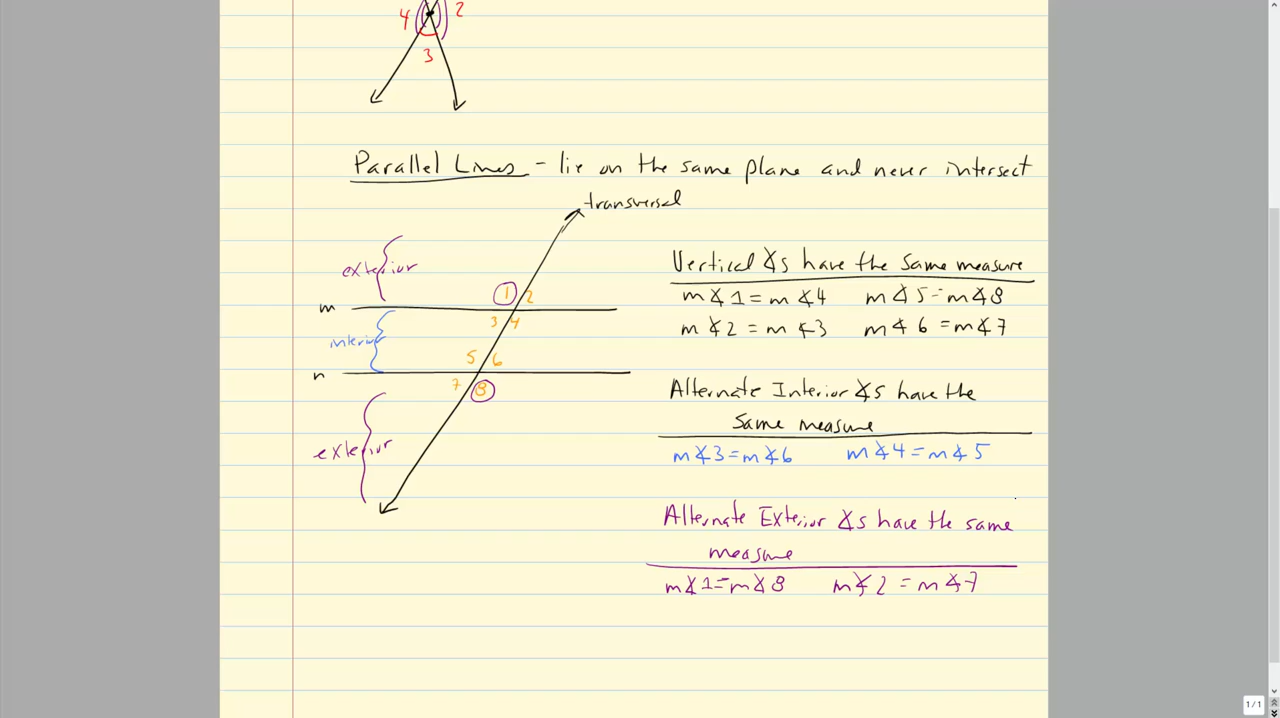 4 2
3
Parallel Lines - lie on the same plane and never intersect
transversal
exterior
Vertical ∡s have the same measure
m∡1 = m∡4 m∡5 = m∡8
m∡2 = m∡3 m∡6 = m∡7
1 2
m
3 4
interior
5 6
n
7 8
Alternate Interior ∡s have the
same measure
m∡3 = m∡6 m∡4 = m∡5
exterior
Alternate Exterior ∡s have the same
measure
m∡1 = m∡8 m∡2 = m∡7
1/1